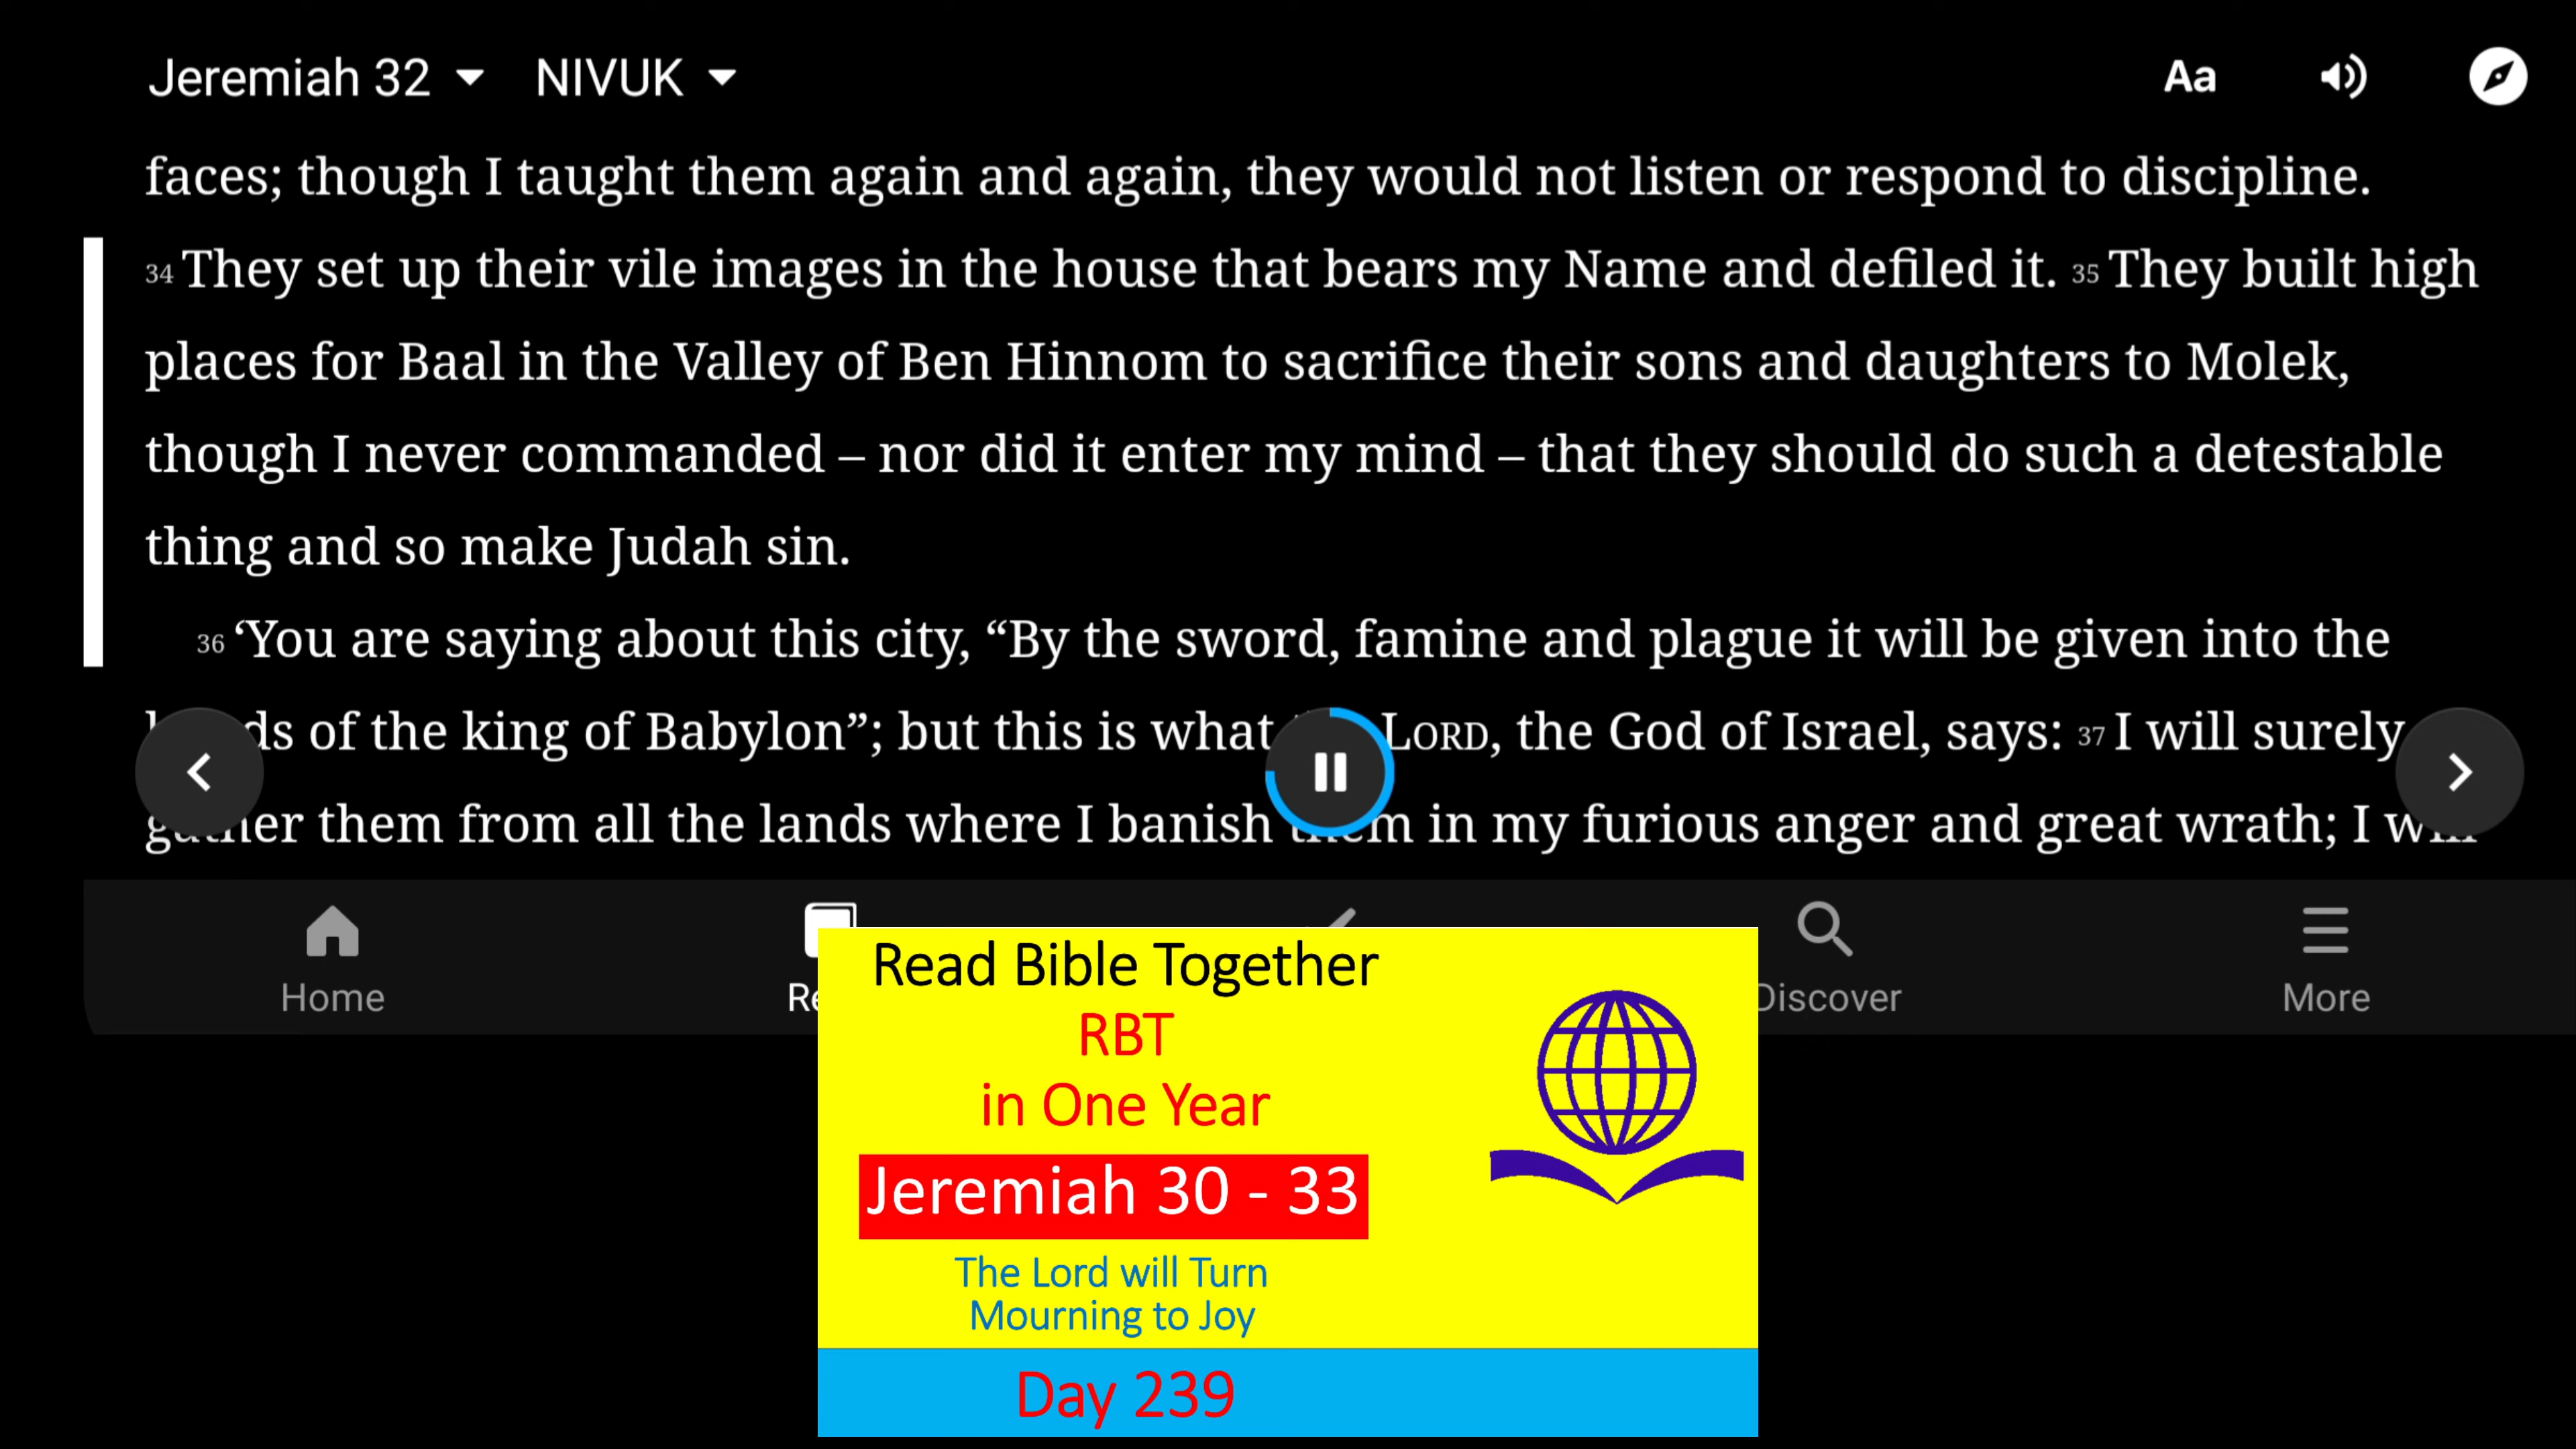 Jeremiah 32 NIVUK Aa
faces; though I taught them again and again, they would not listen or respond to discipline.
34 They set up their vile images in the house that bears my Name and defiled it. 35 They built high
places for Baal in the Valley of Ben Hinnom to sacrifice their sons and daughters to Molek,
though I never commanded – nor did it enter my mind – that they should do such a detestable
thing and so make Judah sin.
36 ‘You are saying about this city, “By the sword, famine and plague it will be given into the
of the king of Babylon”; but this is what LORD, the God of Israel, says: 37 I will surely
them from all the lands where I banish in my furious anger and great wrath; I
Home Discover More
Read Bible Together
RBT
in One Year
Jeremiah 30 - 33
The Lord will Turn
Mourning to Joy
Day 239